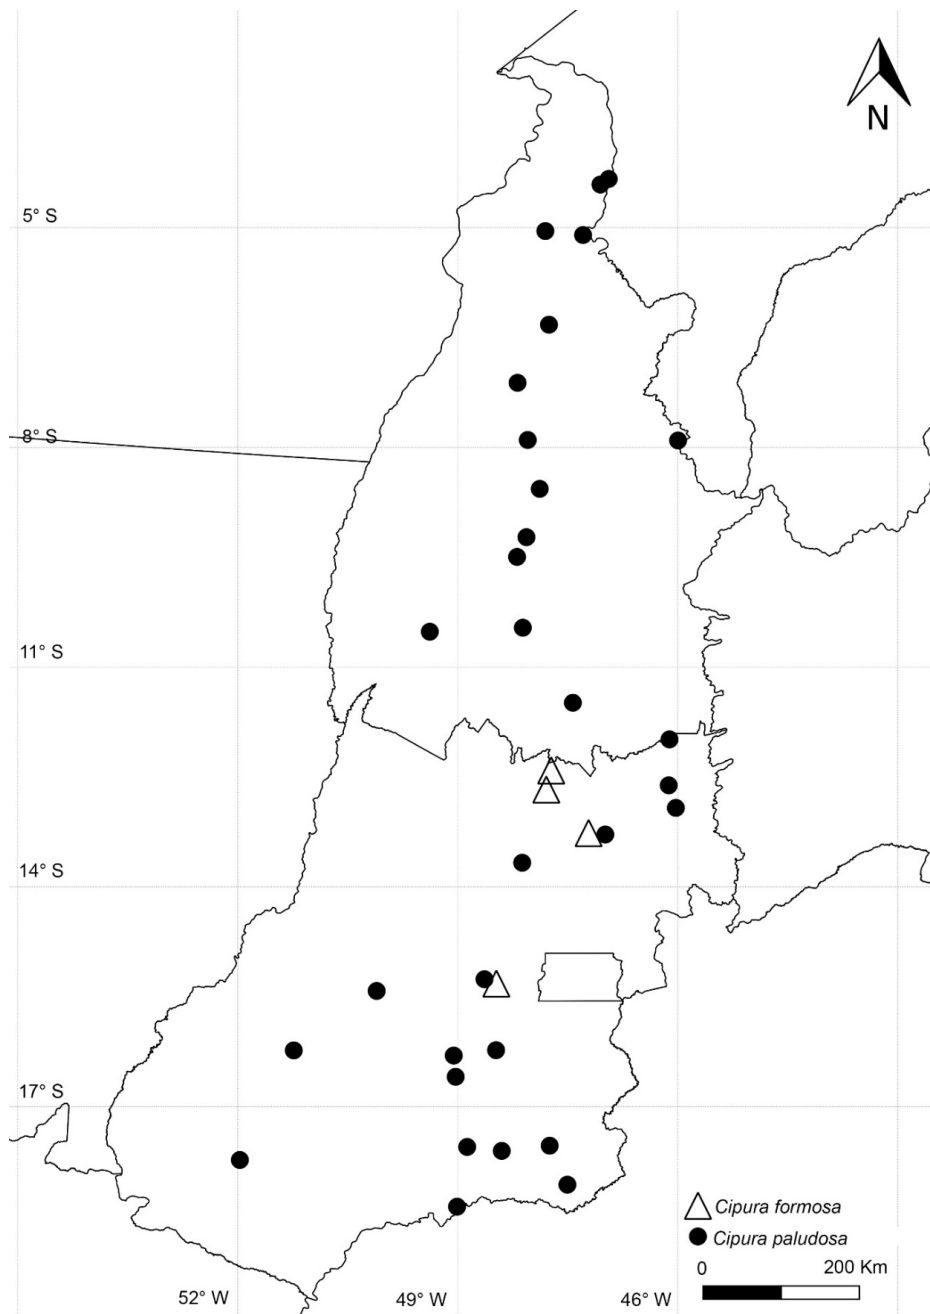 N
5° S
8° S
11° S
14° S
17° S
Cipura formosa
Cipura paludosa
0 200 Km
52° W 49° W 46° W